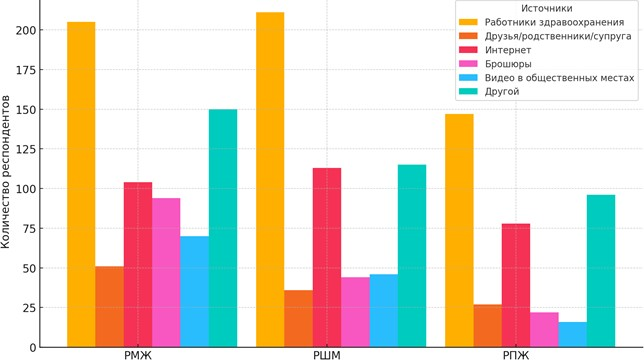 Источники
Работники здравоохранения
Друзья/родственники/супруга
Интернет
Брошюры
Видео в общественных местах
Другой
Количество респондентов
200
175
150
125
100
75
50
25
0
РМЖ
РШМ
РПЖ